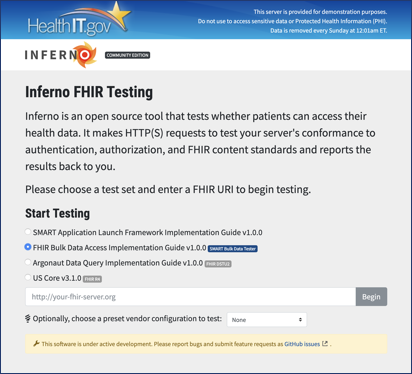 HealthIT.gov
This server is provided for demonstration purposes.
Do not use to access sensitive data or Protected Health Information (PHI).
Data is removed every Sunday at 12:01am ET.
INFERNO COMMUNITY EDITION
Inferno FHIR Testing
Inferno is an open source tool that tests whether patients can access their
health data. It makes HTTP(S) requests to test your server's conformance to
authentication, authorization, and FHIR content standards and reports the
results back to you.
Please choose a test set and enter a FHIR URI to begin testing.
Start Testing
SMART Application Launch Framework Implementation Guide v1.0.0
FHIR Bulk Data Access Implementation Guide v1.0.0 SMART Bulk Data Tester
Argonaut Data Query Implementation Guide v1.0.0 FHIR DSTU2
US Core v3.1.0 FHIR R4
http://your-fhir-server.org Begin
Optionally, choose a preset vendor configuration to test: None
This software is under active development. Please report bugs and submit feature requests as GitHub issues .